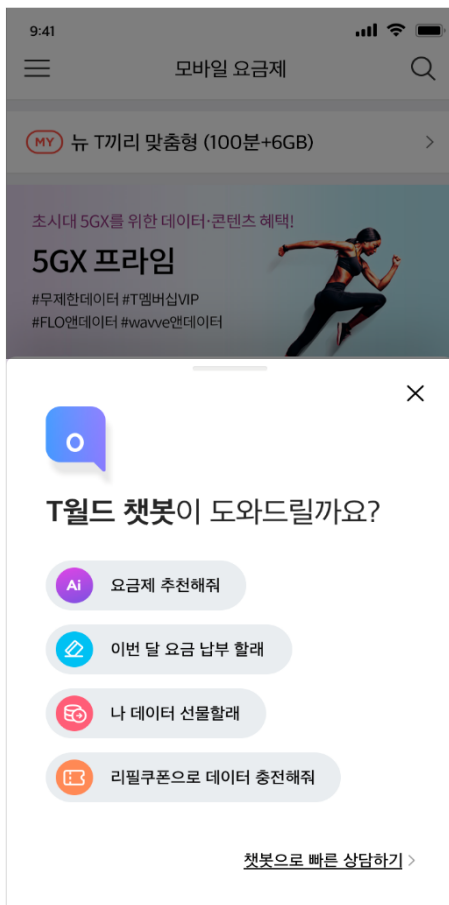 9:41
모바일 요금제
MY 뉴 T끼리 맞춤형 (100분+6GB)
초시대 5GX를 위한 데이터·콘텐츠 혜택!
5GX 프라임
#무제한데이터 #T멤버십VIP
#FLO앤데이터 #wavve앤데이터
T월드 챗봇이 도와드릴까요?
Ai 요금제 추천해줘
이번 달 요금 납부 할래
나 데이터 선물할래
리필쿠폰으로 데이터 충전해줘
챗봇으로 빠른 상담하기